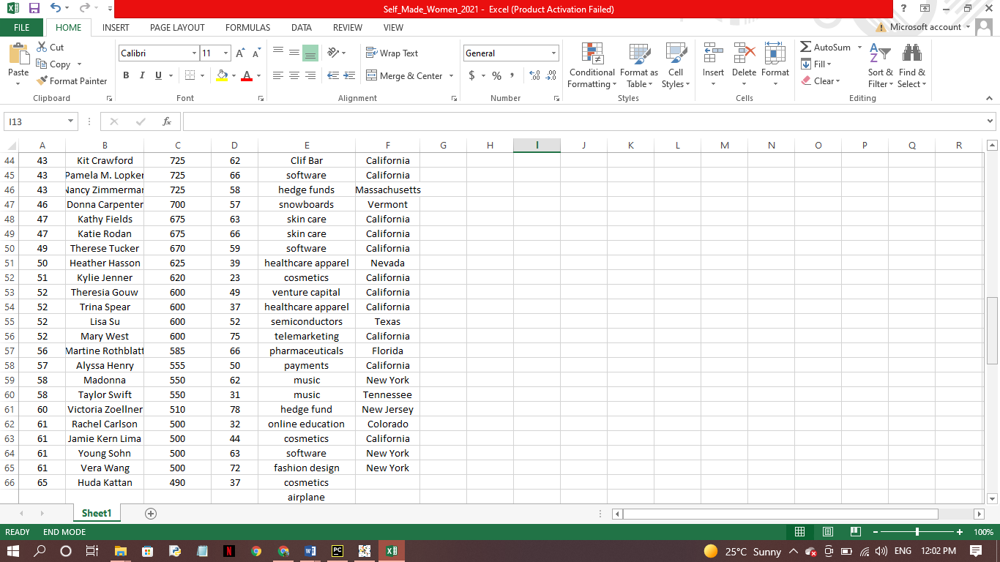 Self_Made_Women_2021 - Excel (Product Activation Failed)
FILE HOME INSERT PAGE LAYOUT FORMULAS DATA REVIEW VIEW Microsoft account
Paste Cut Copy Format Painter Clipboard
Calibri 11 B I U A Font
Wrap Text Merge & Center Alignment
General $ % , Number
Conditional Formatting Format as Table Cell Styles Styles
Insert Delete Format Cells
AutoSum Fill Clear Sort & Filter Find & Select Editing
I13 fx
A B C D E F G H I J K L M N O P Q R
44 43 Kit Crawford 725 62 Clif Bar California
45 43 Pamela M. Lopker 725 66 software California
46 43 Nancy Zimmerman 725 58 hedge funds Massachusetts
47 46 Donna Carpenter 700 57 snowboards Vermont
48 47 Kathy Fields 675 63 skin care California
49 47 Katie Rodan 675 66 skin care California
50 49 Therese Tucker 670 59 software California
51 50 Heather Hasson 625 39 healthcare apparel Nevada
52 51 Kylie Jenner 620 23 cosmetics California
53 52 Theresia Gouw 600 49 venture capital California
54 52 Trina Spear 600 37 healthcare apparel California
55 52 Lisa Su 600 52 semiconductors Texas
56 52 Mary West 600 75 telemarketing California
57 56 Martine Rothblatt 585 66 pharmaceuticals Florida
58 57 Alyssa Henry 555 50 payments California
59 58 Madonna 550 62 music New York
60 58 Taylor Swift 550 31 music Tennessee
61 60 Victoria Zoellner 510 78 hedge fund New Jersey
62 61 Rachel Carlson 500 32 online education Colorado
63 61 Jamie Kern Lima 500 44 cosmetics California
64 61 Young Sohn 500 63 software New York
65 61 Vera Wang 500 72 fashion design New York
66 65 Huda Kattan 490 37 cosmetics
airplane
Sheet1
READY END MODE 100%
25°C Sunny ENG 12:02 PM